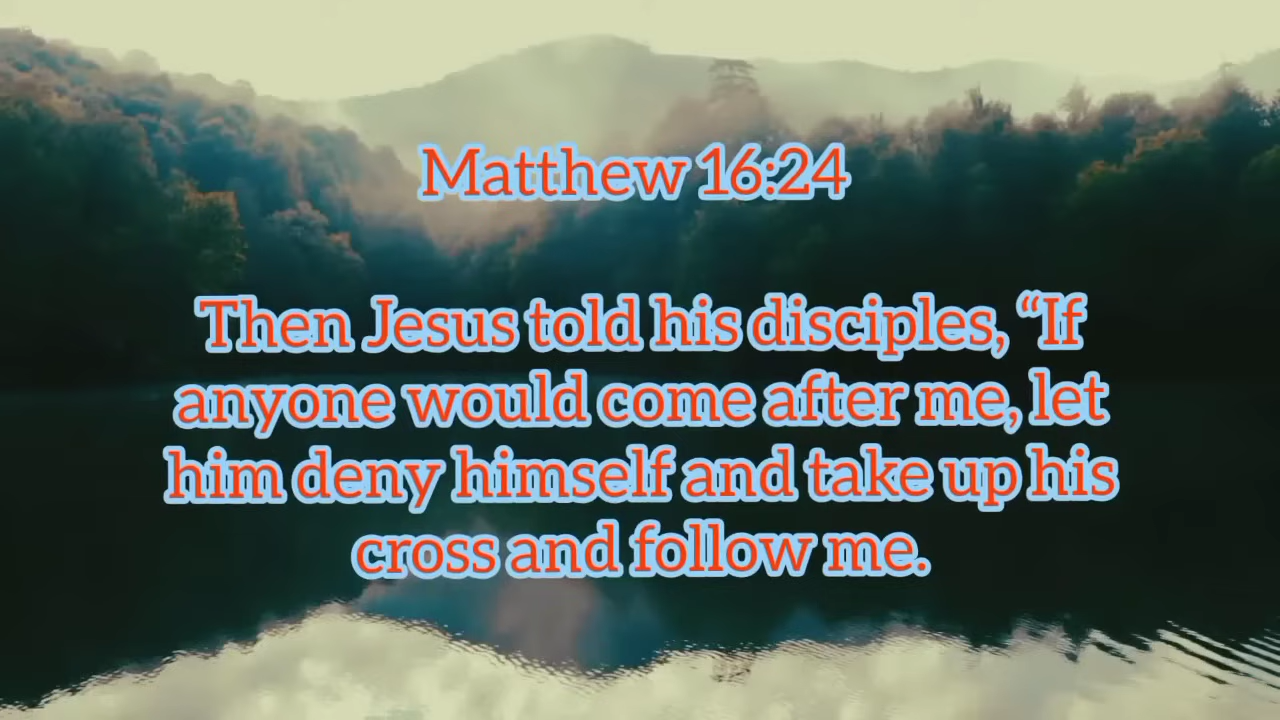 Matthew 16:24
Then Jesus told his disciples, “If
anyone would come after me, let
him deny himself and take up his
cross and follow me.